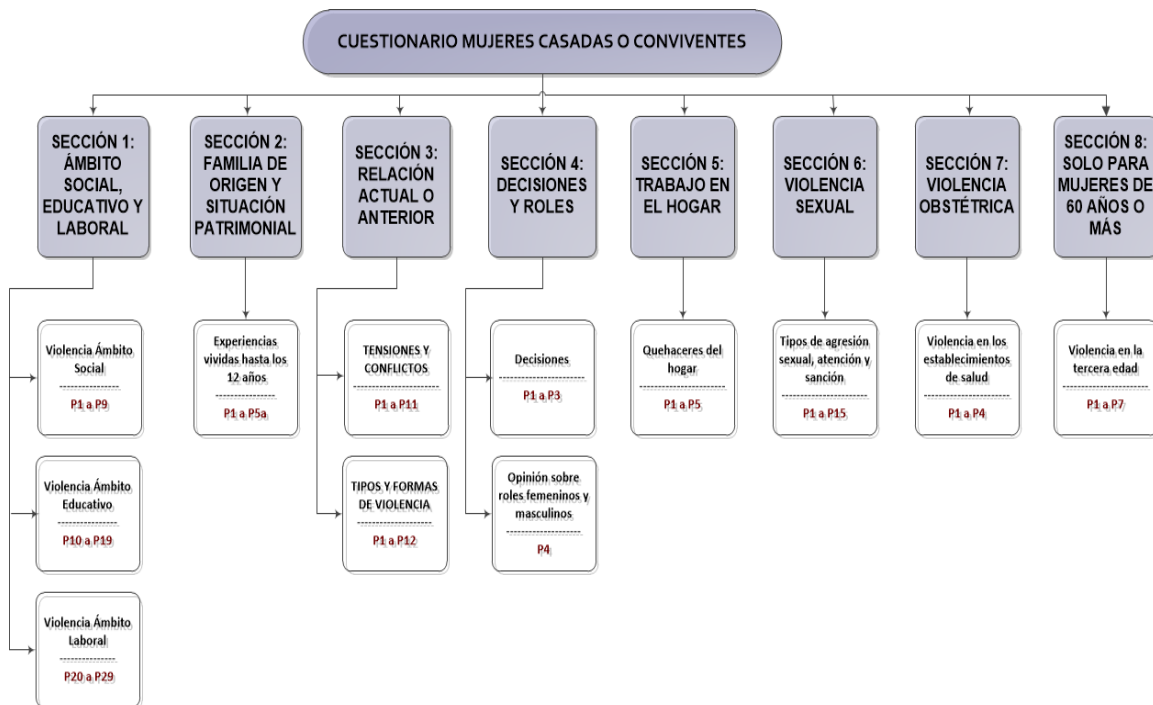 CUESTIONARIO MUJERES CASADAS O CONVIVENTES
SECCIÓN 1:
ÁMBITO
SOCIAL,
EDUCATIVO Y
LABORAL
SECCIÓN 2:
FAMILIA DE
ORIGEN Y
SITUACIÓN
PATRIMONIAL
SECCIÓN 3:
RELACIÓN
ACTUAL O
ANTERIOR
SECCIÓN 4:
DECISIONES
Y ROLES
SECCIÓN 5:
TRABAJO EN
EL HOGAR
SECCIÓN 6:
VIOLENCIA
SEXUAL
SECCIÓN 7:
VIOLENCIA
OBSTÉTRICA
SECCIÓN 8:
SOLO PARA
MUJERES DE
60 AÑOS O
MÁS
Violencia Ámbito
Social
----------------
P1 a P9
Experiencias
vividas hasta los
12 años
----------------
P1 a P5a
TENSIONES Y
CONFLICTOS
--------------------
P1 a P11
Decisiones
--------------------
P1 a P3
Quehaceres del
hogar
--------------------
P1 a P5
Tipos de agresión
sexual, atención y
sanción
--------------------
P1 a P15
Violencia en los
establecimientos
de salud
--------------------
P1 a P4
Violencia en la
tercera edad
--------------------
P1 a P7
Violencia Ámbito
Educativo
-----------------
P10 a P19
TIPOS Y FORMAS
DE VIOLENCIA
--------------------
P1 a P12
Opinión sobre
roles femeninos y
masculinos
--------------------
P4
Violencia Ámbito
Laboral
---------------
P20 a P29